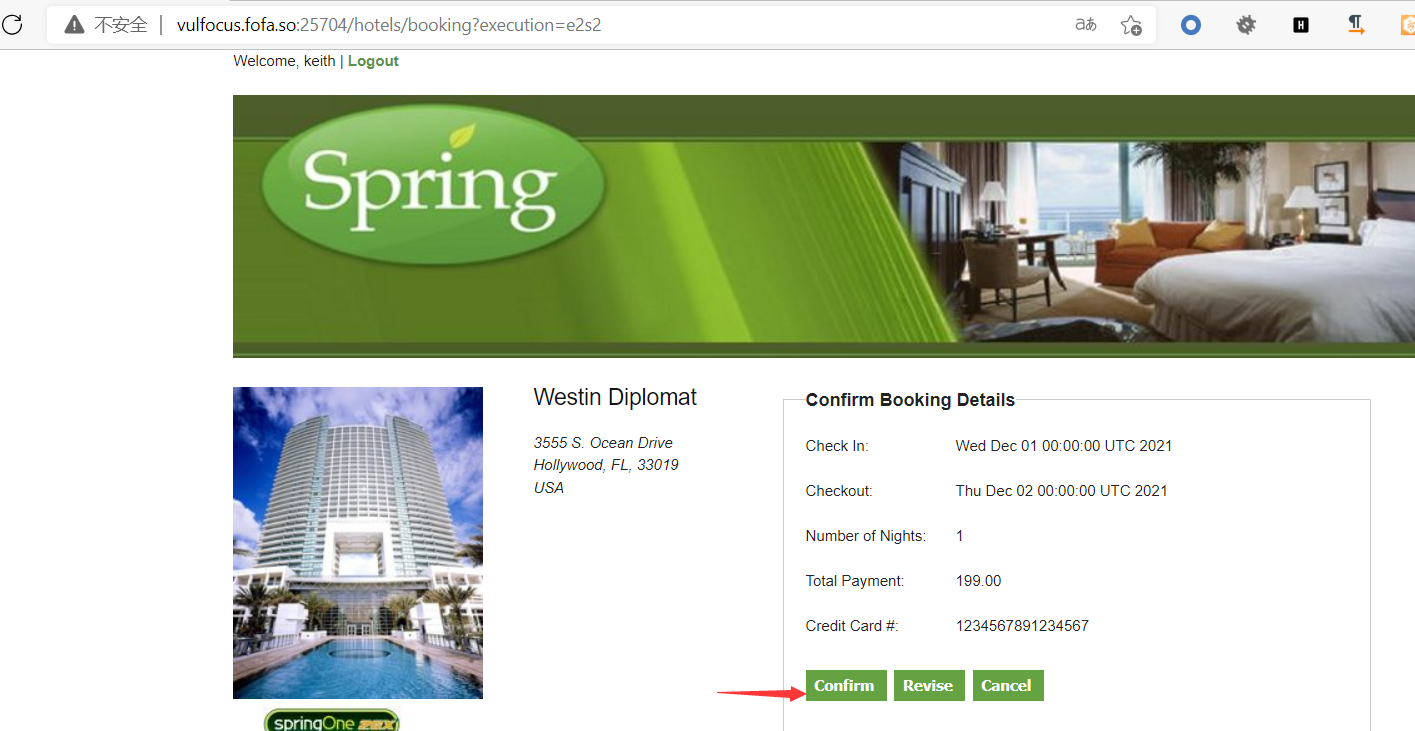 不安全 | vulfocus.fofa.so:25704/hotels/booking?execution=e2s2 aあ
H
Welcome, keith | Logout
Spring
Westin Diplomat
3555 S. Ocean Drive
Hollywood, FL, 33019
USA
Confirm Booking Details
Check In: Wed Dec 01 00:00:00 UTC 2021
Checkout: Thu Dec 02 00:00:00 UTC 2021
Number of Nights: 1
Total Payment: 199.00
Credit Card #: 1234567891234567
Confirm Revise Cancel
springOne 2GX